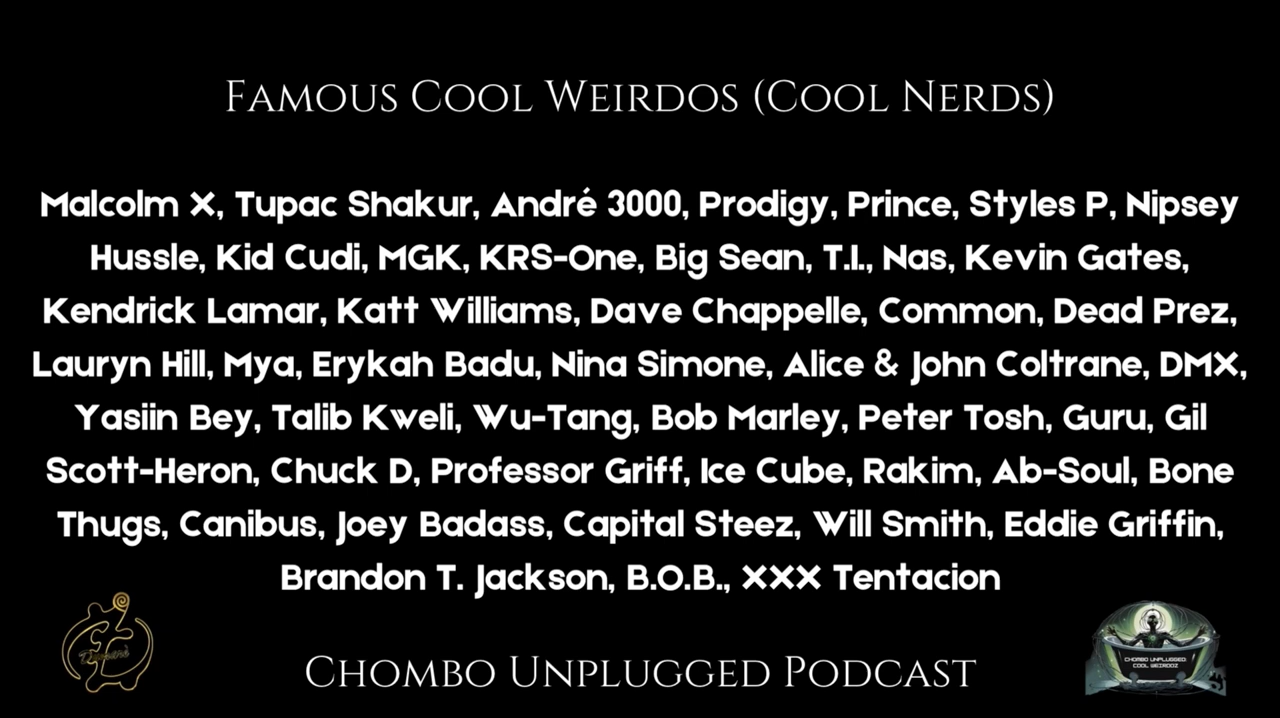 Famous Cool Weirdos (Cool Nerds)
Malcolm X, Tupac Shakur, André 3000, Prodigy, Prince, Styles P, Nipsey
Hussle, Kid Cudi, MGK, KRS-One, Big Sean, T.I., Nas, Kevin Gates,
Kendrick Lamar, Katt Williams, Dave Chappelle, Common, Dead Prez,
Lauryn Hill, Mya, Erykah Badu, Nina Simone, Alice & John Coltrane, DMX,
Yasiin Bey, Talib Kweli, Wu-Tang, Bob Marley, Peter Tosh, Guru, Gil
Scott-Heron, Chuck D, Professor Griff, Ice Cube, Rakim, Ab-Soul, Bone
Thugs, Canibus, Joey Badass, Capital Steez, Will Smith, Eddie Griffin,
Brandon T. Jackson, B.O.B., XXX Tentacion
Chombo Unplugged Podcast
CHOMBO UNPLUGGED:
COOL WEIRDOZ